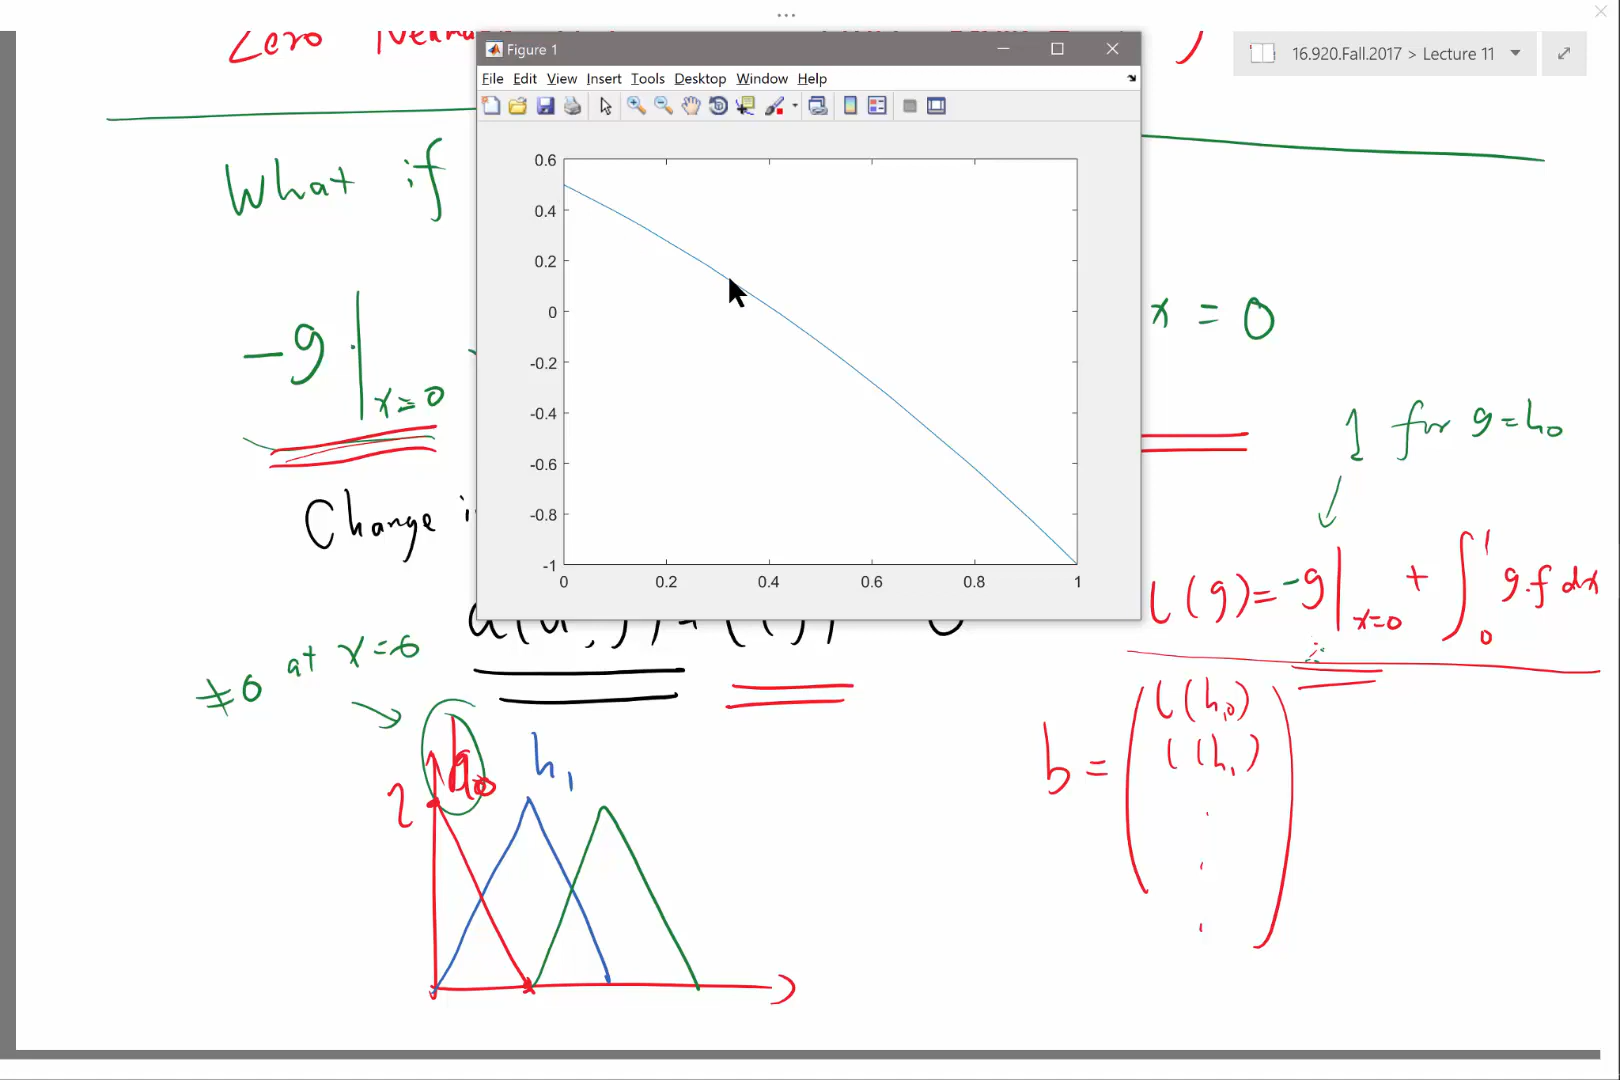 ...
Zero
16.920.Fall.2017 > Lecture 11
Figure 1
File Edit View Insert Tools Desktop Window Help
What if
0.6
0.4
0.2
0
-0.2
-0.4
-0.6
-0.8
-1
0 0.2 0.4 0.6 0.8 1
-g |x=0
x = 0
1 for g=h0
Change
l(g)= -g |x=0 + ∫0 1 g.f dx
≠0 at x=0
h0
h1
1
b = ( l(h0)
l(h1)
.
.
. )